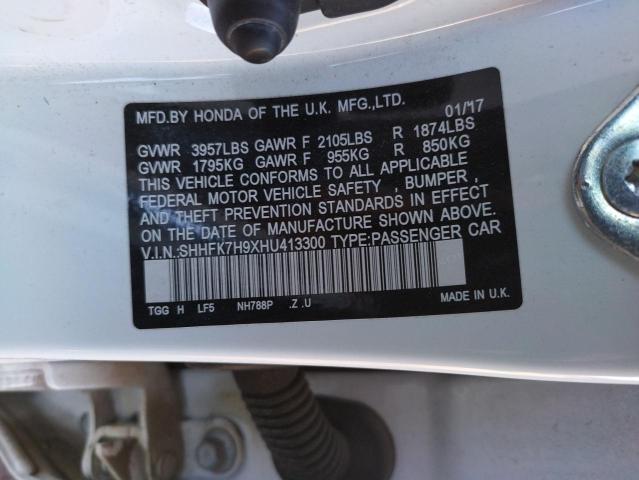 MFD.BY HONDA OF THE U.K. MFG.,LTD. 01/'17
GVWR 3957LBS GAWR F 2105LBS R 1874LBS
GVWR 1795KG GAWR F 955KG R 850KG
THIS VEHICLE CONFORMS TO ALL APPLICABLE
FEDERAL MOTOR VEHICLE SAFETY , BUMPER ,
AND THEFT PREVENTION STANDARDS IN EFFECT
ON THE DATE OF MANUFACTURE SHOWN ABOVE.
V.I.N.:SHHFK7H9XHU413300 TYPE:PASSENGER CAR
TGG H LF5 NH788P .Z .U MADE IN U.K.